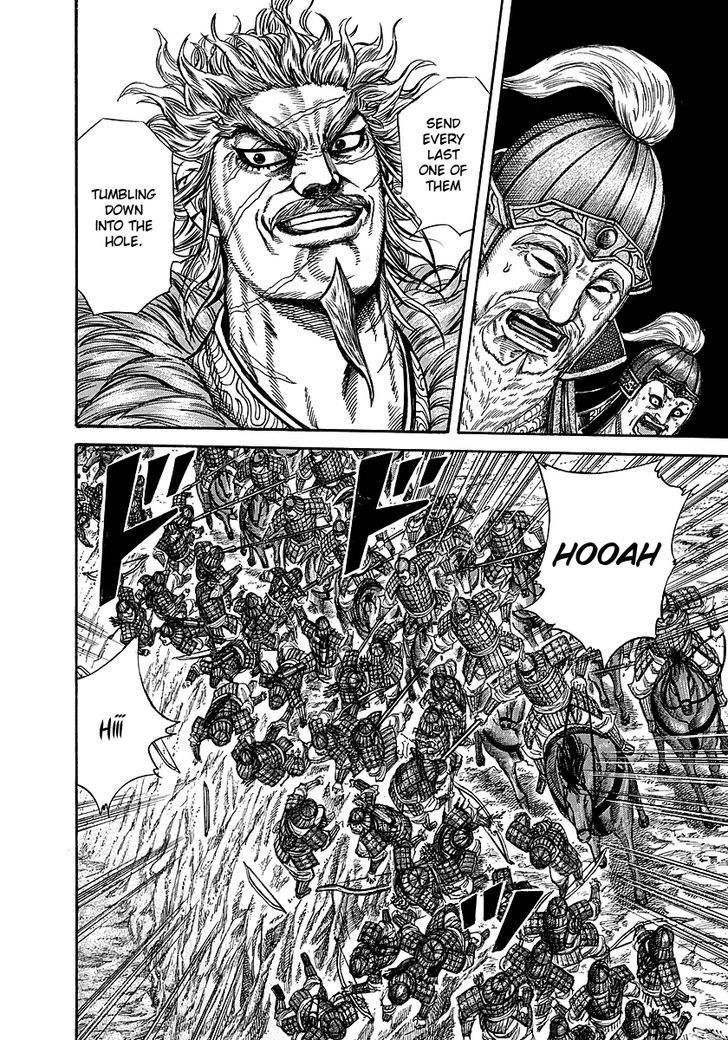 SEND
EVERY
LAST
ONE OF
THEM
TUMBLING
DOWN
INTO THE
HOLE.
HOOAH
ド
ド
ッ
Hiii